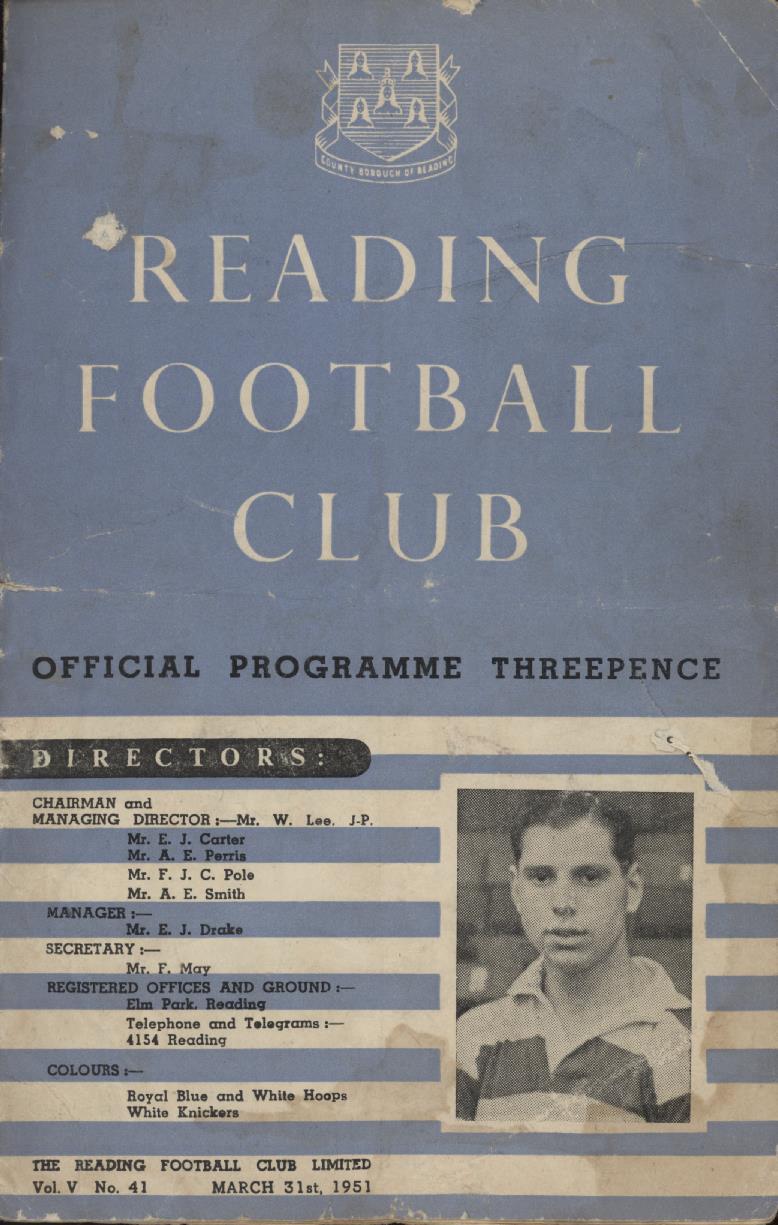 COUNTY BOROUGH OF READING
READING
FOOTBALL
CLUB
OFFICIAL PROGRAMME THREEPENCE
DIRECTORS:
CHAIRMAN and
MANAGING DIRECTOR :—Mr. W. Lee. J-P.
Mr. E. J. Carter
Mr. A. E. Perris
Mr. F. J. C. Pole
Mr. A. E. Smith
MANAGER :—
Mr. E. J. Drake
SECRETARY :—
Mr. F. May
REGISTERED OFFICES AND GROUND :—
Elm Park. Reading
Telephone and Telegrams :—
4154 Reading
COLOURS :—
Royal Blue and White Hoops
White Knickers
THE READING FOOTBALL CLUB LIMITED
Vol. V No. 41 MARCH 31st, 1951